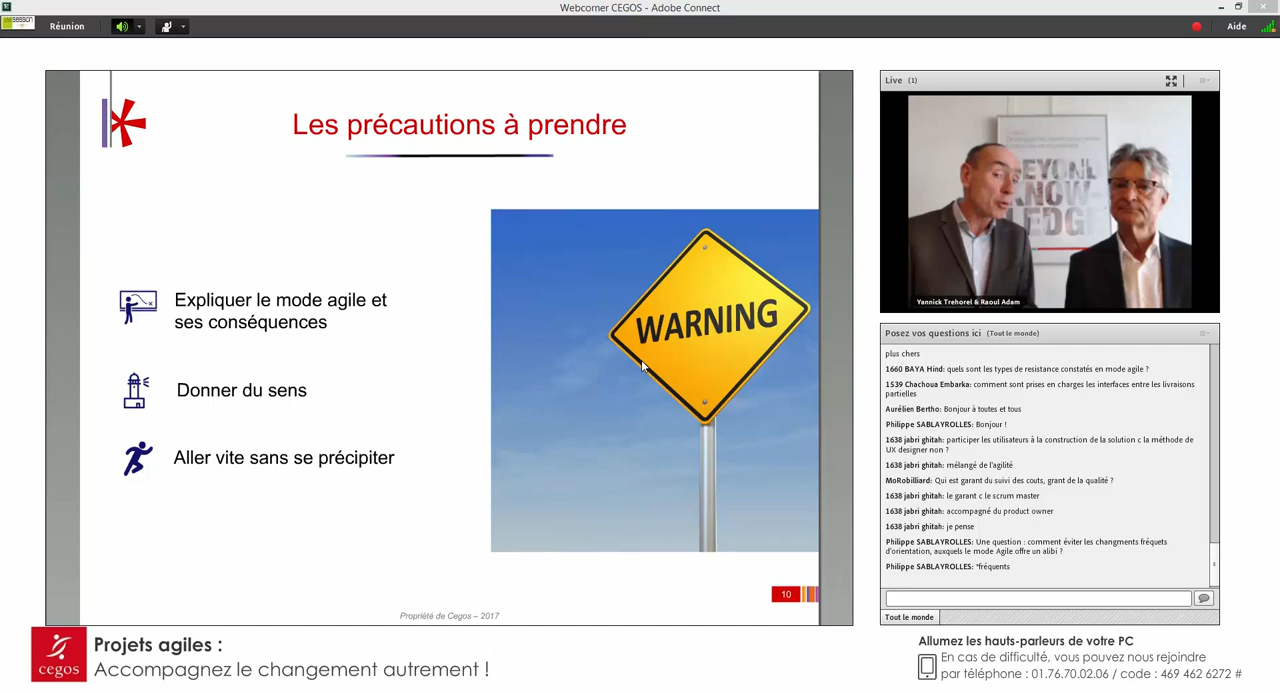 Webcorner CEGOS - Adobe Connect
Réunion
Aide
Les précautions à prendre
Expliquer le mode agile et
ses conséquences
Donner du sens
Aller vite sans se précipiter
WARNING
10
Propriété de Cegos – 2017
Live (1)
BEYOND
KNOW
LEDGE
Yannick Trehorel & Raoul Adam
Posez vos questions ici (Tout le monde)
plus chers
1660 BAYA Hind: quels sont les types de resistance constatés en mode agile ?
1539 Chachoua Embarka: comment sont prises en charges les interfaces entre les livraisons
partielles
Aurélien Bertho: Bonjour à toutes et tous
Philippe SABLAYROLLES: Bonjour !
1638 jabri ghitah: participer les utilisateurs à la construction de la solution c la méthode de
UX designer non ?
1638 jabri ghitah: mélangé de l'agilité
MoRobilliard: Qui est garant du suivi des couts, grant de la qualité ?
1638 jabri ghitah: le garant c le scrum master
1638 jabri ghitah: accompagné du product owner
1638 jabri ghitah: je pense
Philippe SABLAYROLLES: Une question : comment éviter les changments fréquets
d'orientation, auxquels le mode Agile offre un alibi ?
Philippe SABLAYROLLES: *fréquents
Tout le monde
cegos
Projets agiles :
Accompagnez le changement autrement !
Allumez les hauts-parleurs de votre PC
En cas de difficulté, vous pouvez nous rejoindre
par téléphone : 01.76.70.02.06 / code : 469 462 6272 #